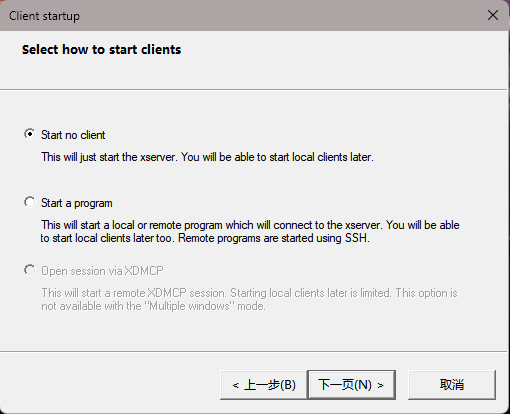 Client startup
Select how to start clients
Start no client
This will just start the xserver. You will be able to start local clients later.
Start a program
This will start a local or remote program which will connect to the xserver. You will be able
to start local clients later too. Remote programs are started using SSH.
Open session via XDMCP
This will start a remote XDMCP session. Starting local clients later is limited. This option is
not available with the "Multiple windows" mode.
< 上一步(B) 下一页(N) > 取消